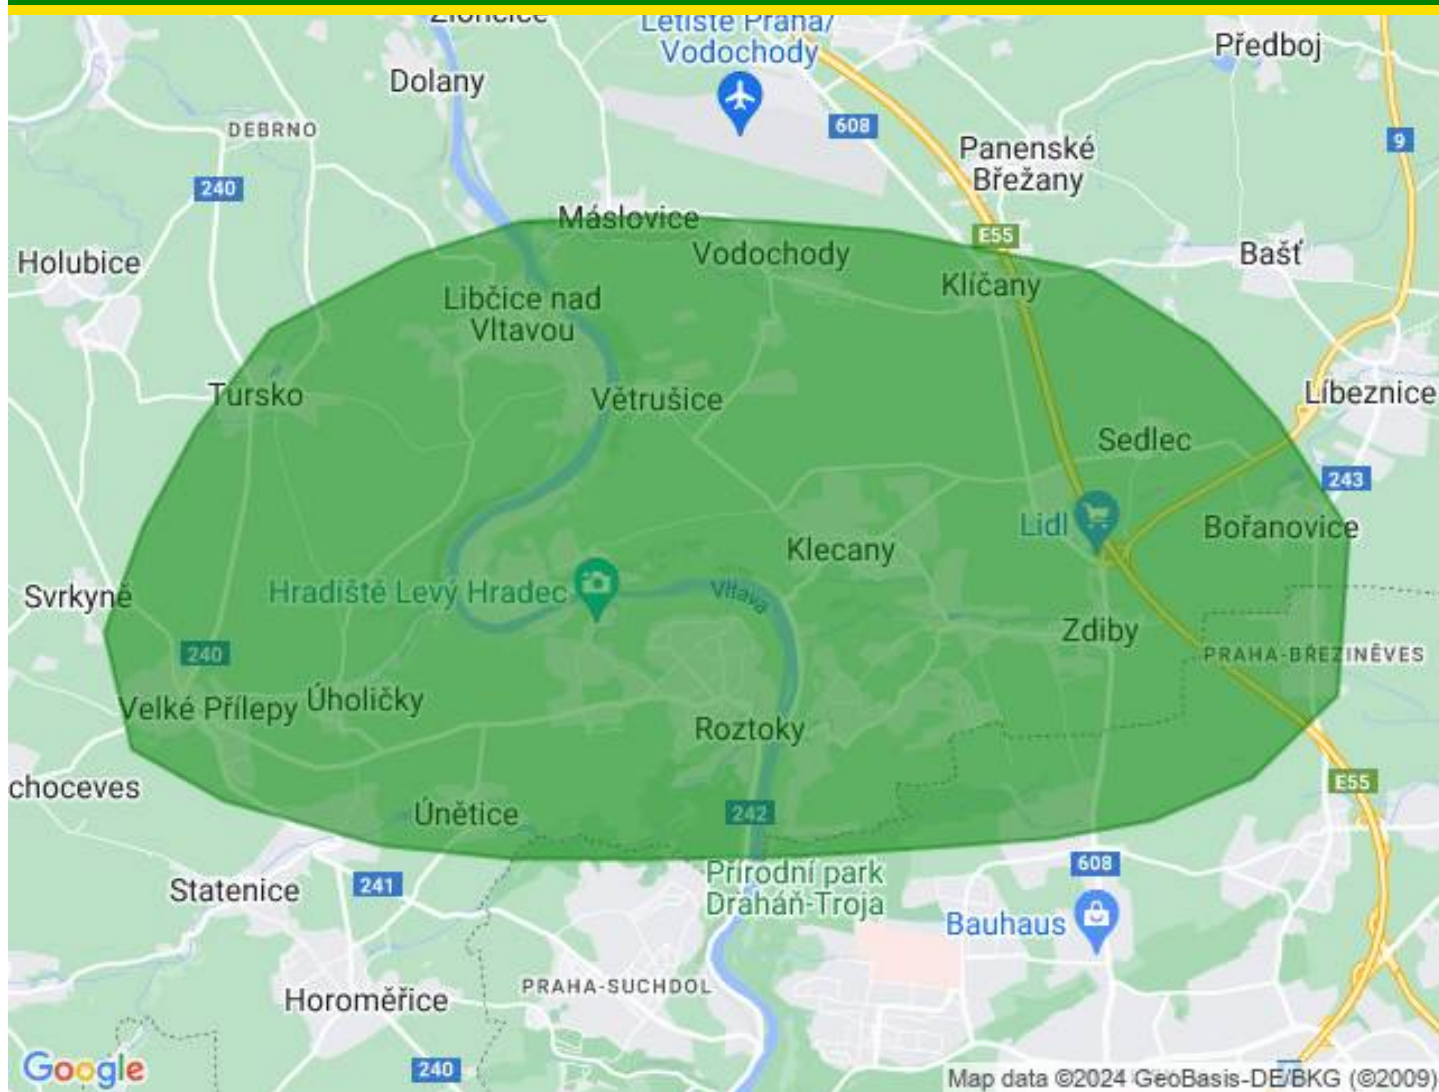 Zlončice
Letiště Praha/
Vodochody
Předboj
Dolany
608
DEBRNO
9
Panenské
Břežany
240
Máslovice
E55
Vodochody
Bašť
Holubice
Klíčany
Libčice nad
Vltavou
Tursko
Větrušice
Líbeznice
Sedlec
243
Lidl
Bořanovice
Klecany
Hradiště Levý Hradec
Vltava
Svrkyně
Zdiby
240
PRAHA-BŘEZINĚVES
Velké Přílepy
Úholičky
Roztoky
E55
choceves
Únětice
242
608
Přírodní park
Draháň-Troja
Statenice
241
Bauhaus
PRAHA-SUCHDOL
Horoměřice
Google
240
Map data ©2024 GeoBasis-DE/BKG (©2009)